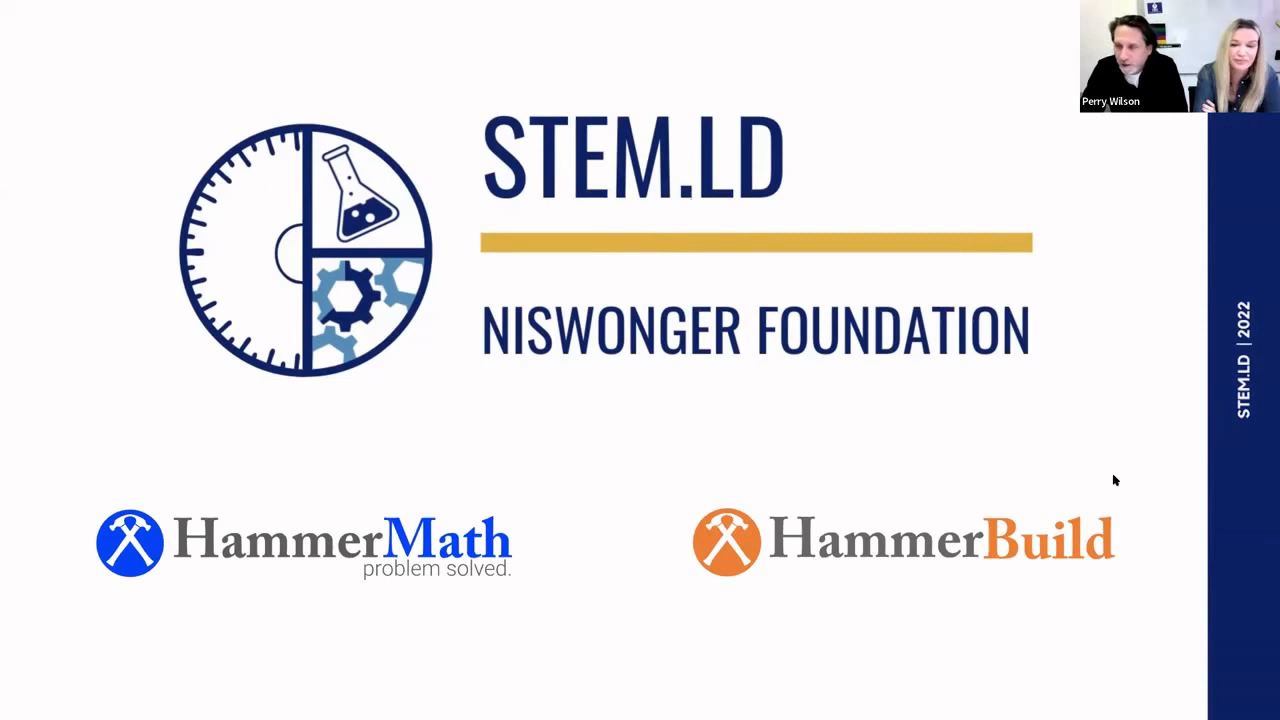 Perry Wilson
STEM.LD
NISWONGER FOUNDATION
STEM.LD | 2022
HammerMath
problem solved.
HammerBuild